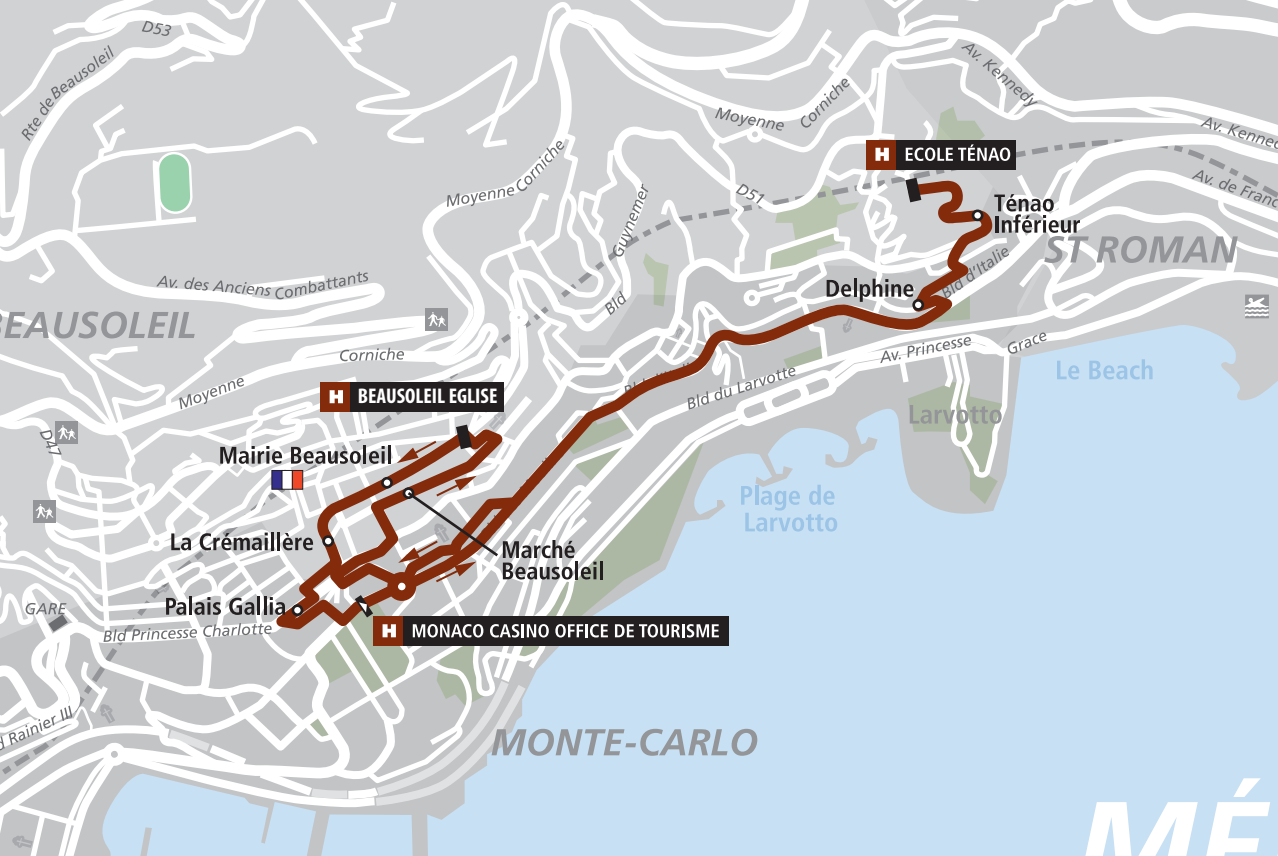 D53
Rte de Beausoleil
Av. Kennedy
Moyenne
Corniche
Av. Kenned
H ECOLE TÉNAO
Moyenne Corniche
D51
Av. de Franc
Ténao
Inférieur
Guynemer
Bld
ST ROMAN
Bld d'Italie
Av. des Anciens Combattants
Delphine
BEAUSOLEIL
Corniche
Av. Princesse
Grace
Le Beach
Moyenne
Bld du Larvotte
H BEAUSOLEIL EGLISE
Larvotto
D47
Mairie Beausoleil
Plage de
Larvotto
La Crémaillère
Marché
Beausoleil
GARE
Palais Gallia
Bld Princesse Charlotte
H MONACO CASINO OFFICE DE TOURISME
d Rainier III
MONTE-CARLO
MÉ